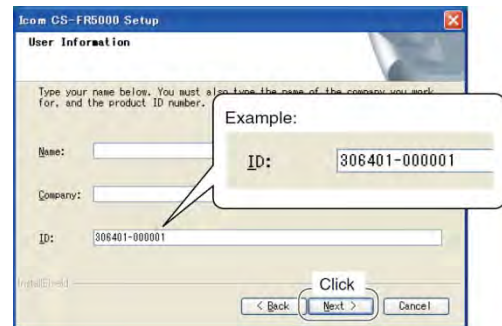 Icom CS-FR5000 Setup
User Information
Type your name below. You must also type the name of the company you work
for, and the product ID number.
Example:
ID: 306401-000001
Name:
Company:
ID: 306401-000001
InstallShield
Click
< Back
Next >
Cancel